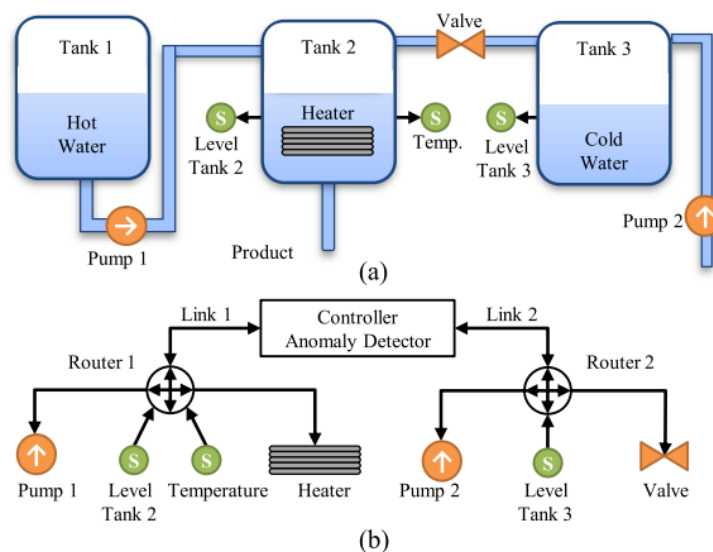 Tank 1
Tank 2
Valve
Tank 3
Hot
Water
S
Level
Tank 2
Heater
S
Temp.
S
Level
Tank 3
Cold
Water
Pump 1
Product
Pump 2
(a)
Link 1
Controller
Anomaly Detector
Link 2
Router 1
Router 2
Pump 1
S
Level
Tank 2
S
Temperature
Heater
Pump 2
S
Level
Tank 3
Valve
(b)